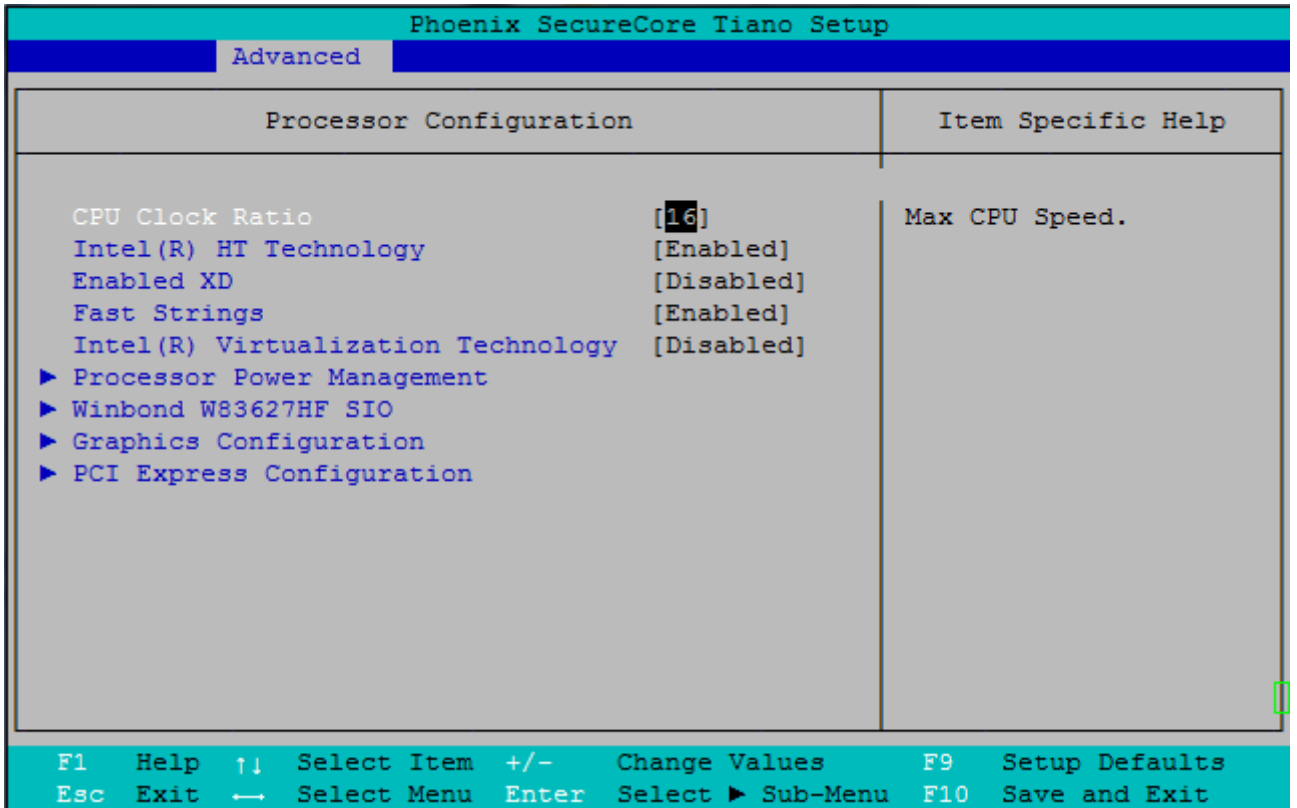 Phoenix SecureCore Tiano Setup
Advanced
Processor Configuration
Item Specific Help
CPU Clock Ratio [16] Max CPU Speed.
Intel(R) HT Technology [Enabled]
Enabled XD [Disabled]
Fast Strings [Enabled]
Intel(R) Virtualization Technology [Disabled]
► Processor Power Management
► Winbond W83627HF SIO
► Graphics Configuration
► PCI Express Configuration
F1 Help ↑↓ Select Item +/- Change Values F9 Setup Defaults
Esc Exit ←→ Select Menu Enter Select ► Sub-Menu F10 Save and Exit